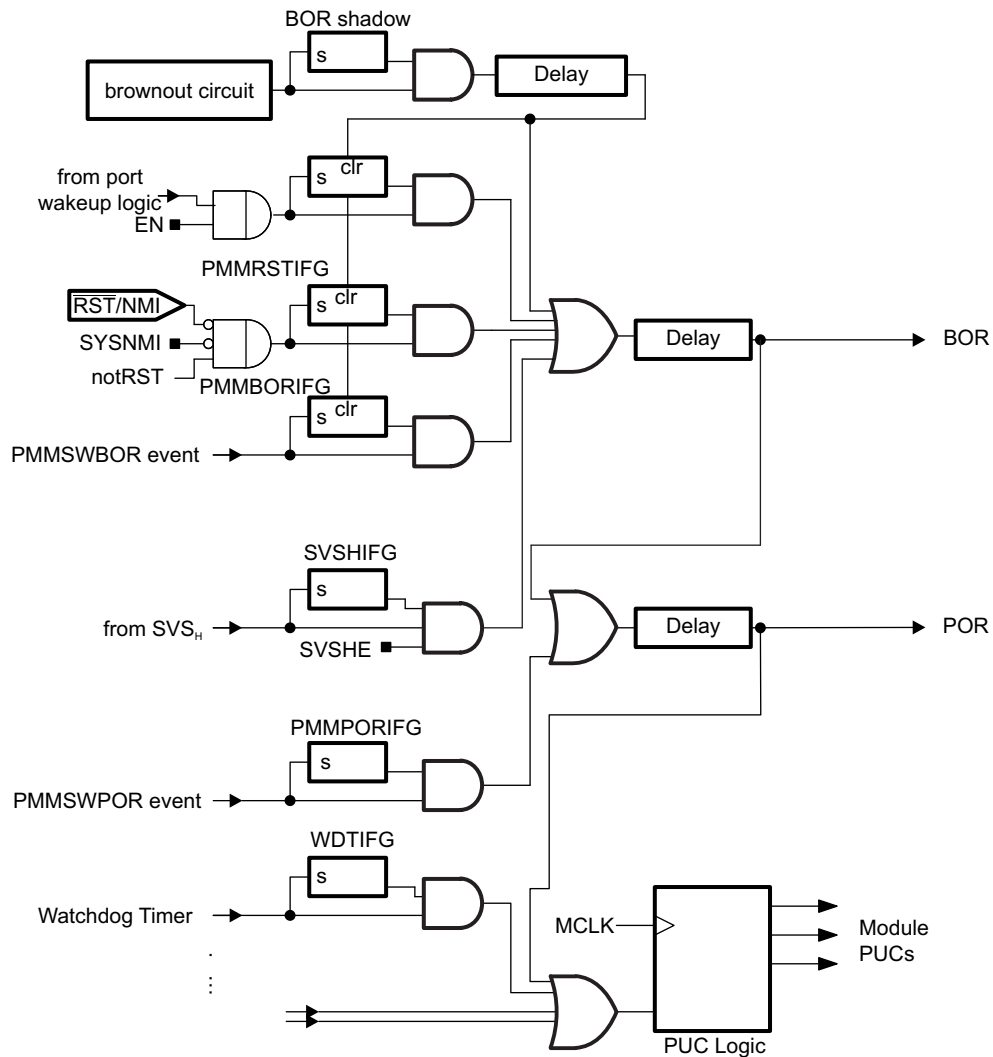 BOR shadow
s
brownout circuit
Delay
clr
s
from port
wakeup logic
EN
PMMRSTIFG
clr
s
RST/NMI
SYSNMI
notRST
Delay
BOR
PMMBORIFG
clr
s
PMMSWBOR event
SVSHIFG
s
from SVSH
SVSHE
Delay
POR
PMMPORIFG
s
PMMSWPOR event
WDTIFG
s
Watchdog Timer
MCLK
Module
PUCs
PUC Logic